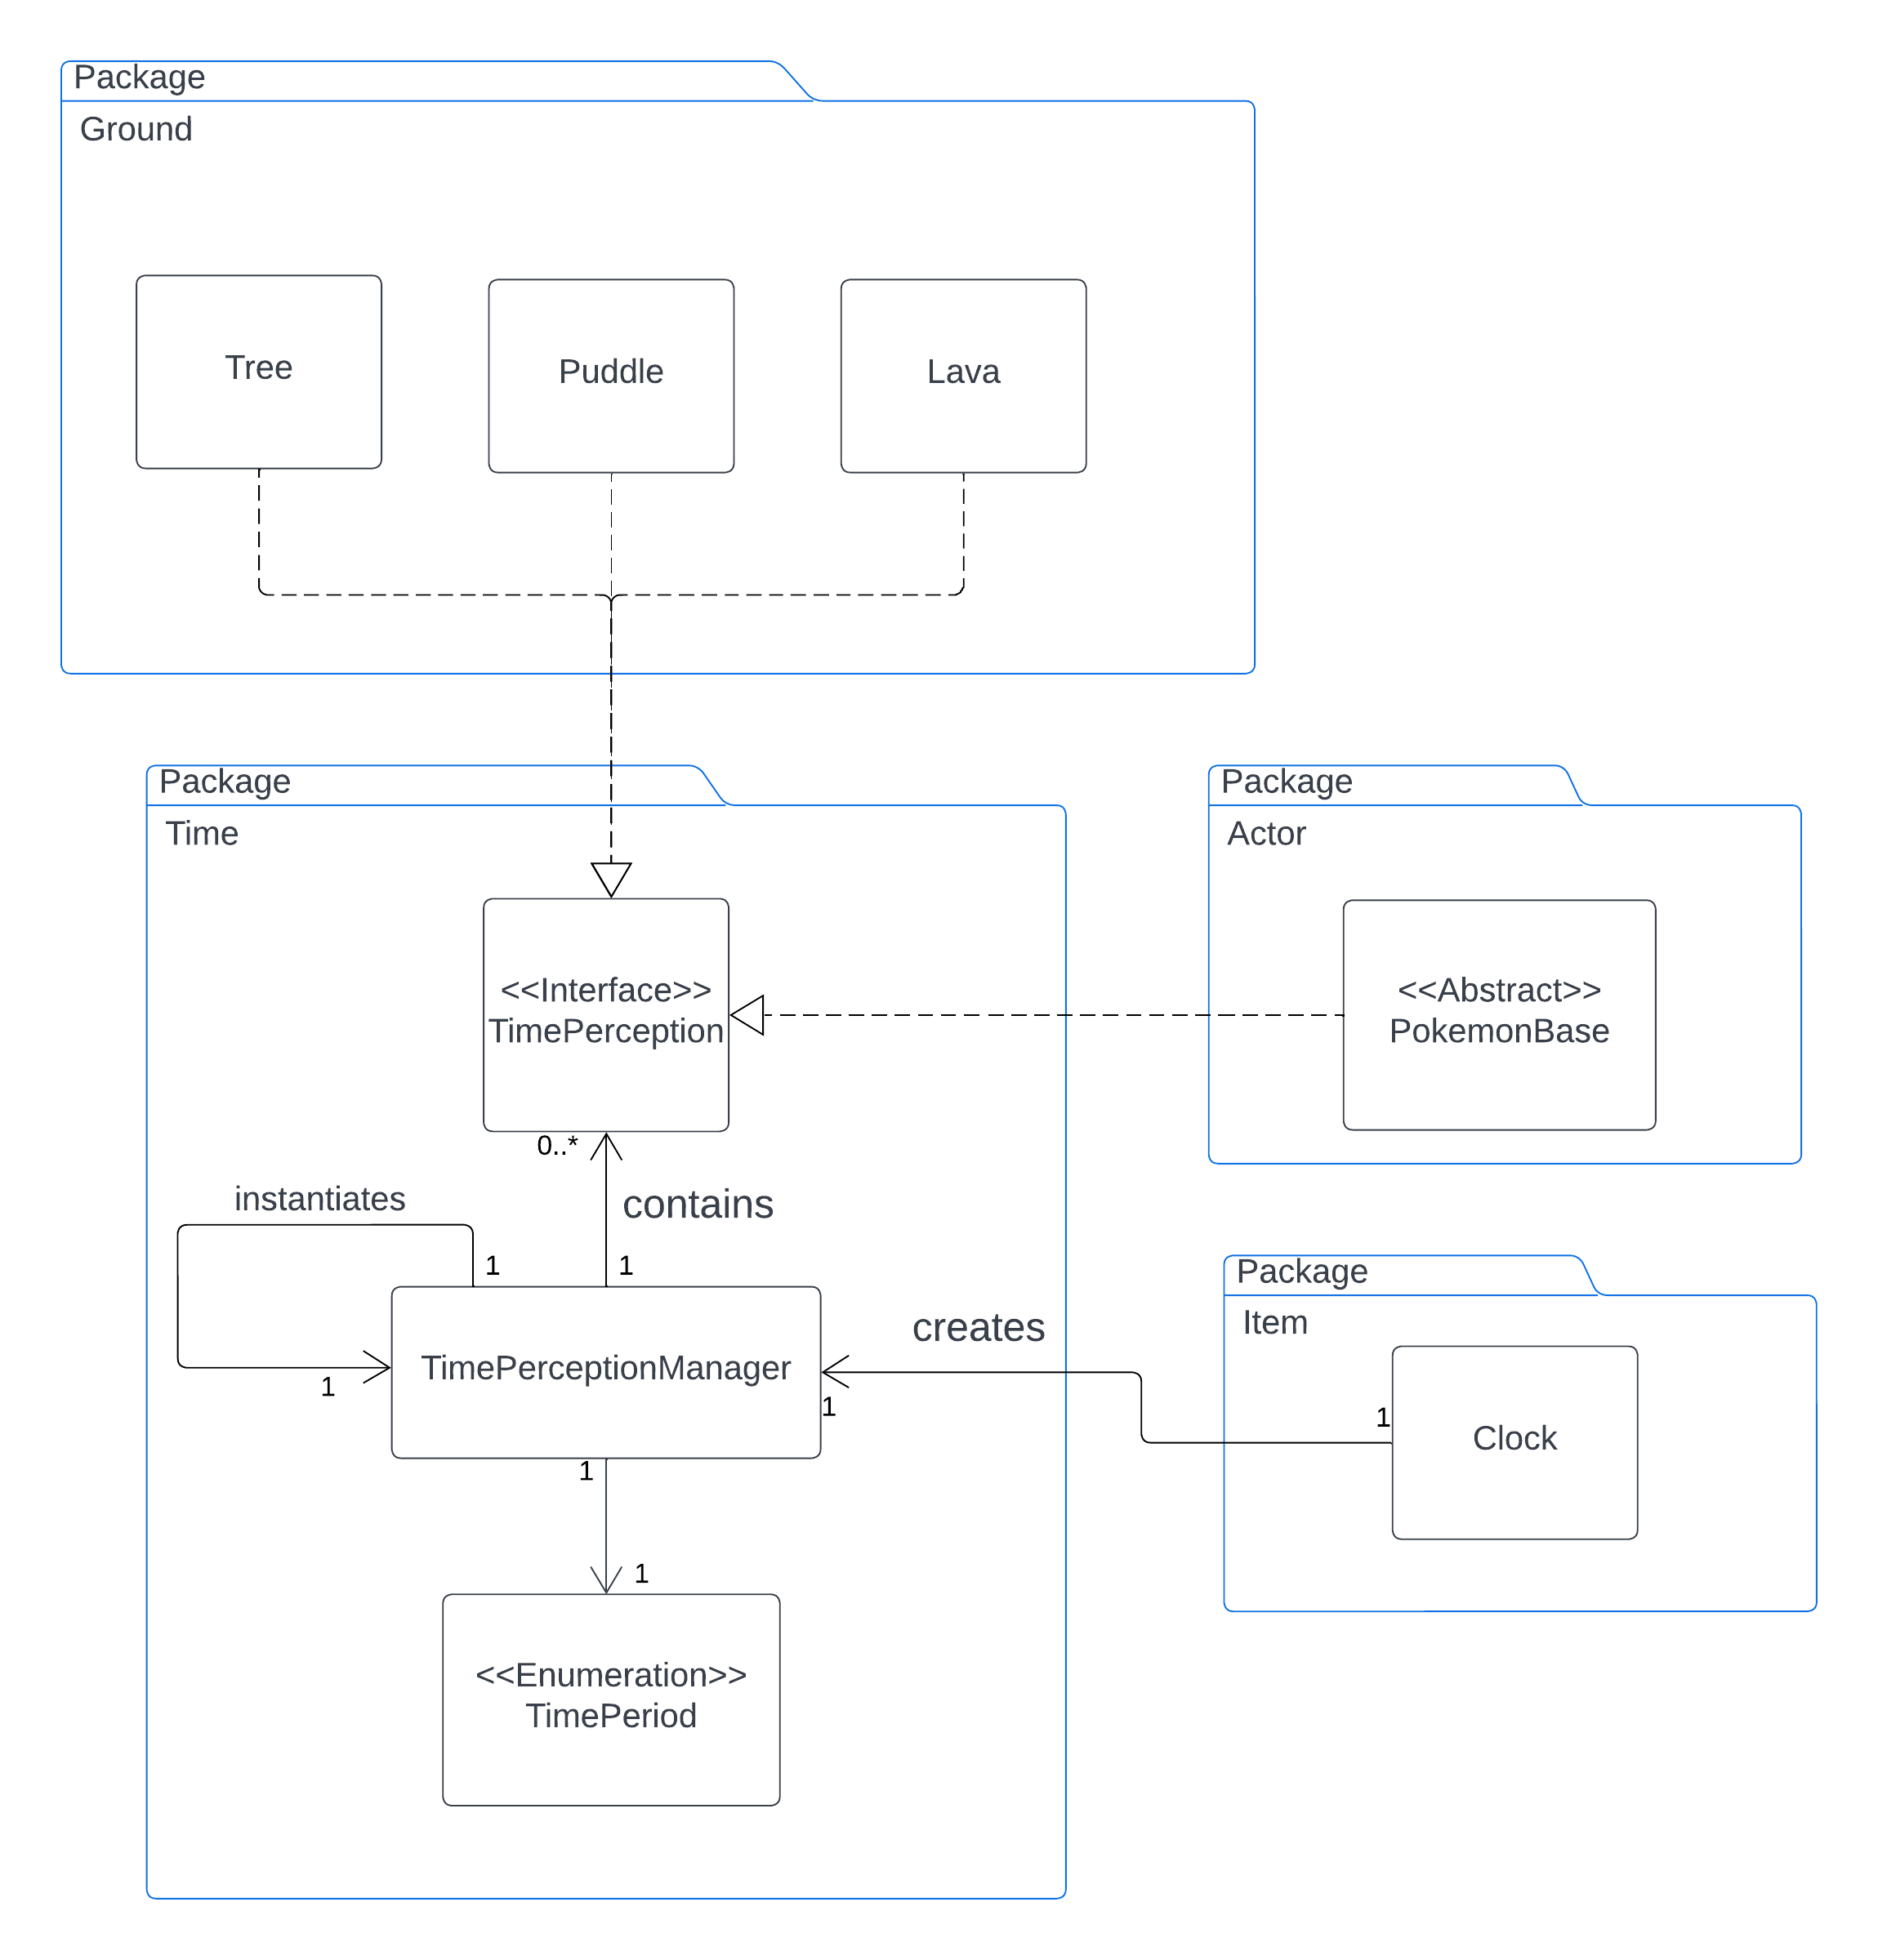 Package
Ground
Tree
Puddle
Lava
Package
Time
Package
Actor
<<Interface>>
TimePerception
<<Abstract>>
PokemonBase
0..*
contains
instantiates
1
1
Package
Item
creates
TimePerceptionManager
1
1
1
Clock
1
1
<<Enumeration>>
TimePeriod